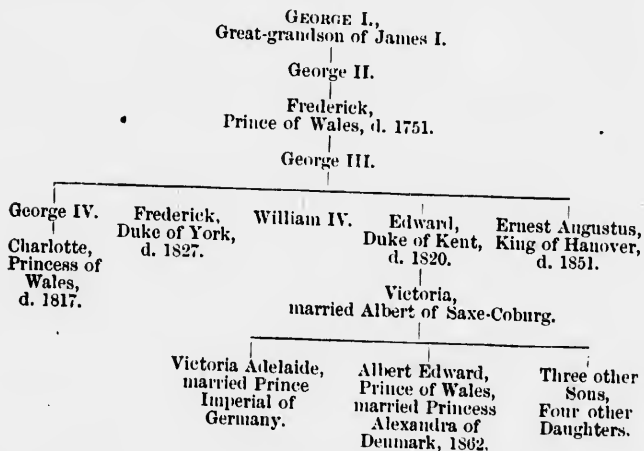 GEORGE I.,
Great-grandson of James I.
George II.
Frederick,
Prince of Wales, d. 1751.
George III.
George IV.
Charlotte,
Princess of
Wales,
d. 1817.
Frederick,
Duke of York,
d. 1827.
William IV.
Edward,
Duke of Kent,
d. 1820.
Ernest Augustus,
King of Hanover,
d. 1851.
Victoria,
married Albert of Saxe-Coburg.
Victoria Adelaide,
married Prince
Imperial of
Germany.
Albert Edward,
Prince of Wales,
married Princess
Alexandra of
Denmark, 1862.
Three other
Sons,
Four other
Daughters.